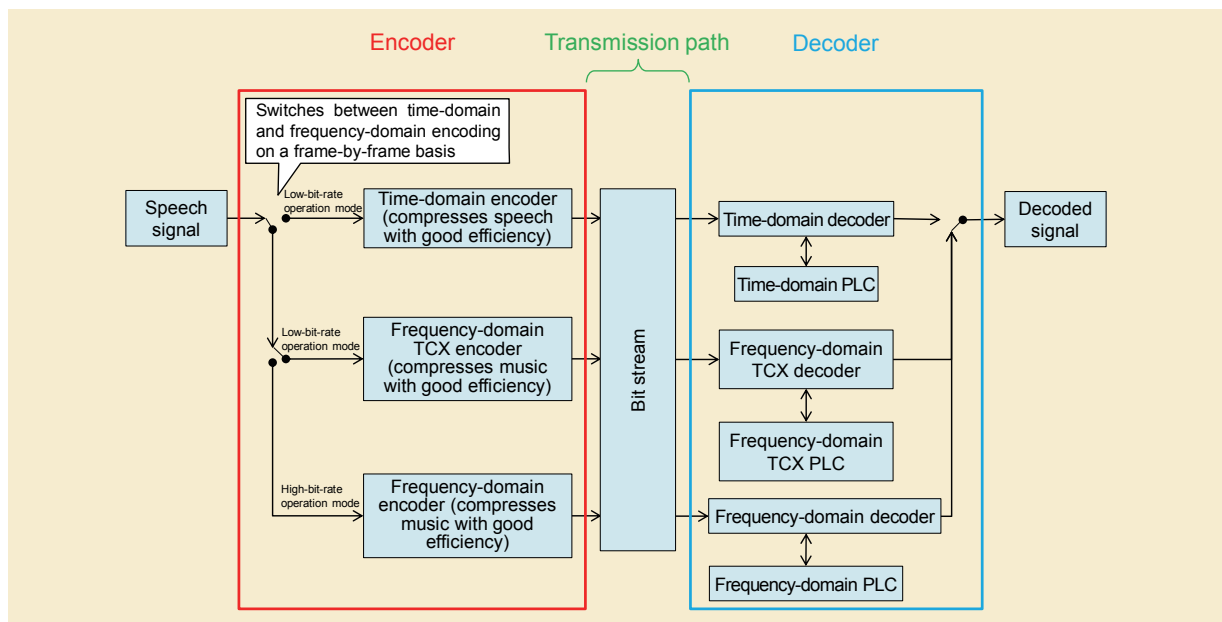 Encoder
Transmission path
Decoder
Switches between time-domain
and frequency-domain encoding
on a frame-by-frame basis
Speech
signal
Low-bit-rate
operation mode
Time-domain encoder
(compresses speech
with good efficiency)
Low-bit-rate
operation mode
Frequency-domain
TCX encoder
(compresses music
with good efficiency)
High-bit-rate
operation mode
Frequency-domain
encoder (compresses
music with good
efficiency)
Bit stream
Time-domain decoder
Time-domain PLC
Frequency-domain
TCX decoder
Frequency-domain
TCX PLC
Frequency-domain decoder
Frequency-domain PLC
Decoded
signal